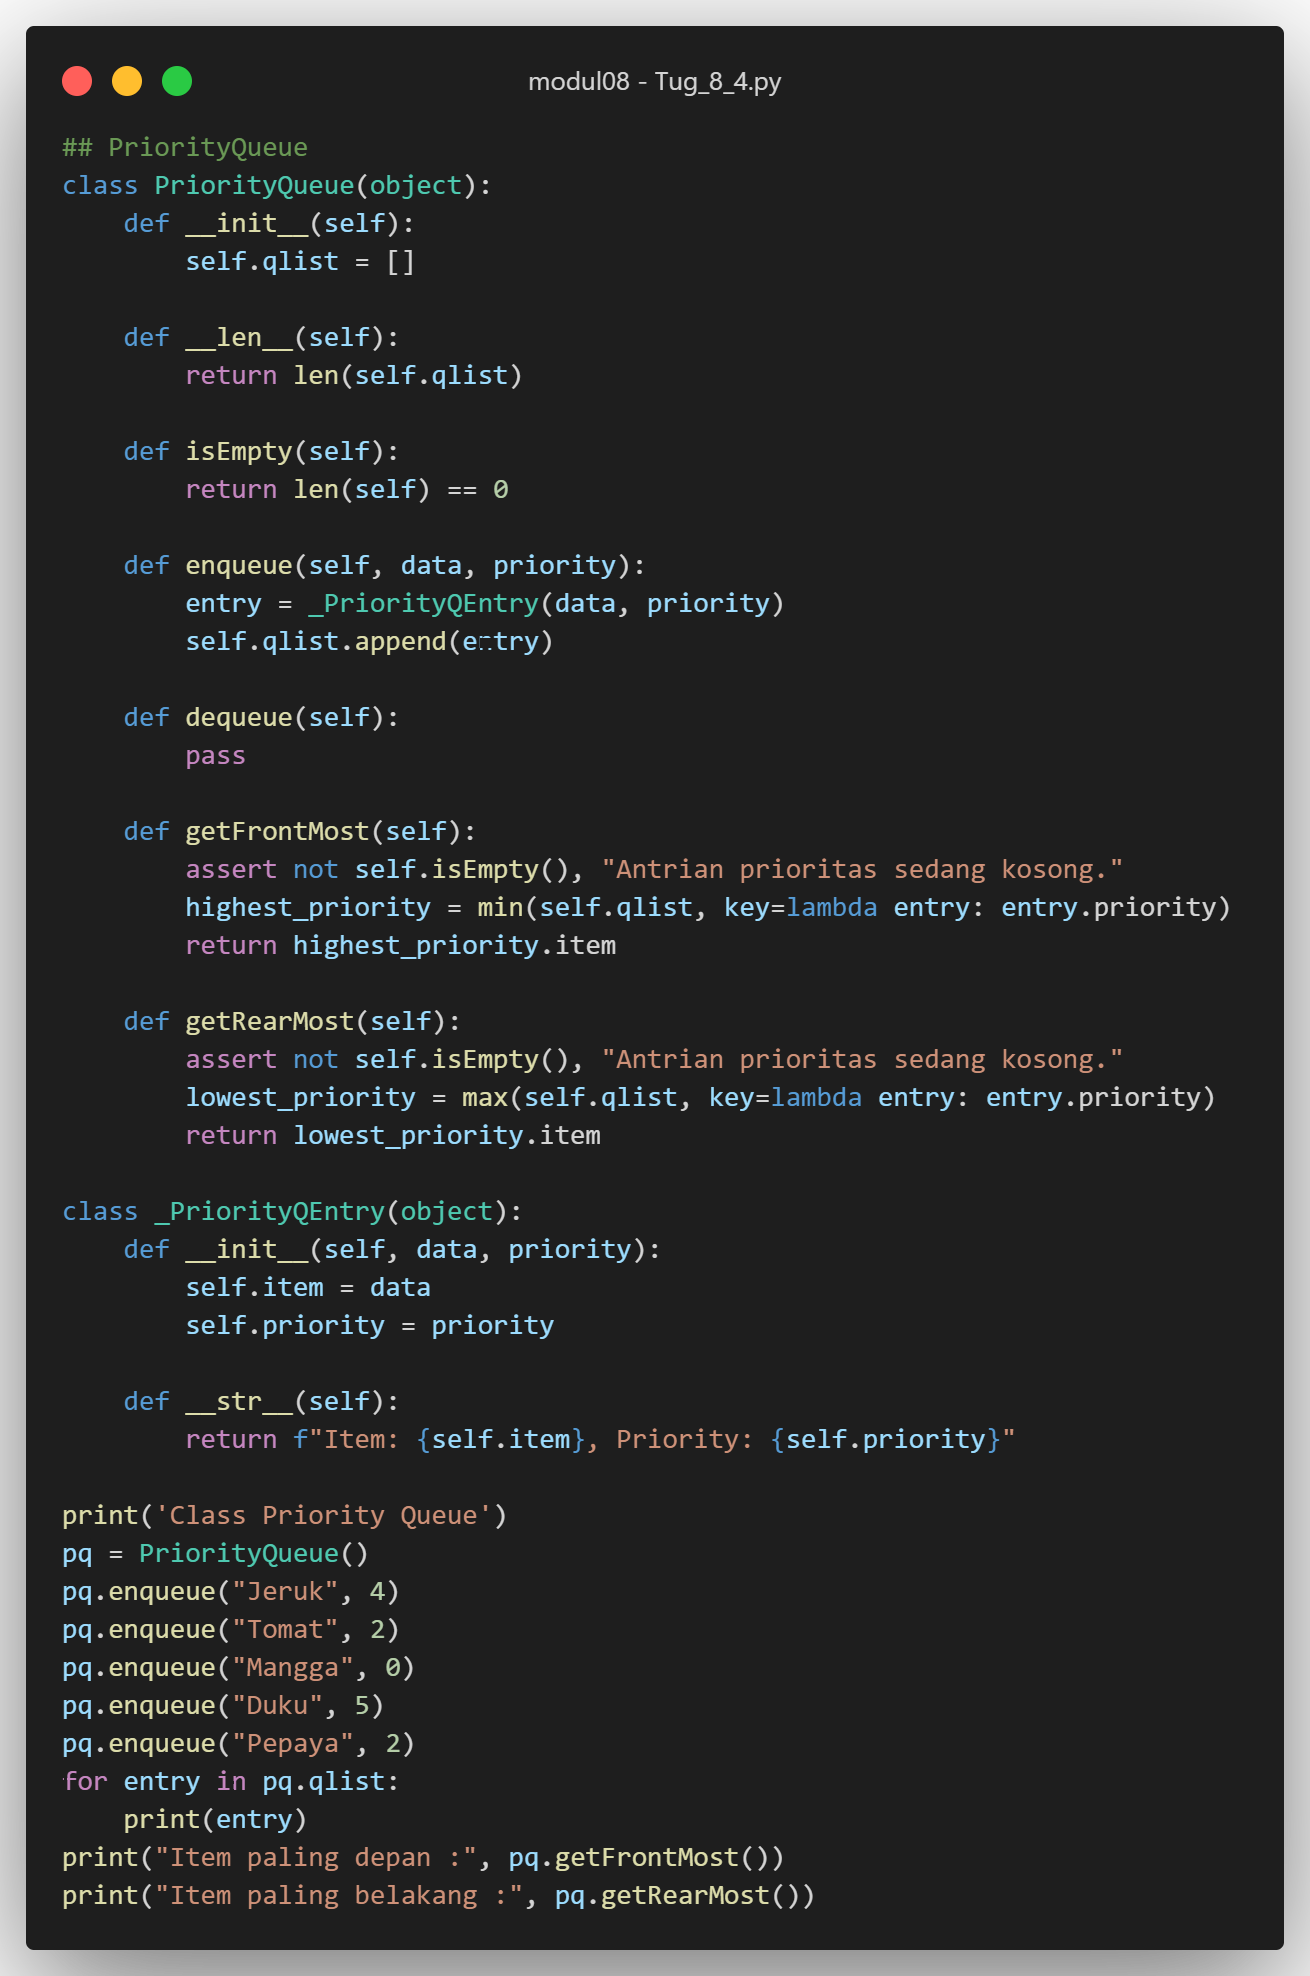 modul08 - Tug_8_4.py
## PriorityQueue
class PriorityQueue(object):
    def __init__(self):
        self.qlist = []

    def __len__(self):
        return len(self.qlist)

    def isEmpty(self):
        return len(self) == 0

    def enqueue(self, data, priority):
        entry = _PriorityQEntry(data, priority)
        self.qlist.append(entry)

    def dequeue(self):
        pass

    def getFrontMost(self):
        assert not self.isEmpty(), "Antrian prioritas sedang kosong."
        highest_priority = min(self.qlist, key=lambda entry: entry.priority)
        return highest_priority.item

    def getRearMost(self):
        assert not self.isEmpty(), "Antrian prioritas sedang kosong."
        lowest_priority = max(self.qlist, key=lambda entry: entry.priority)
        return lowest_priority.item

class _PriorityQEntry(object):
    def __init__(self, data, priority):
        self.item = data
        self.priority = priority

    def __str__(self):
        return f"Item: {self.item}, Priority: {self.priority}"

print('Class Priority Queue')
pq = PriorityQueue()
pq.enqueue("Jeruk", 4)
pq.enqueue("Tomat", 2)
pq.enqueue("Mangga", 0)
pq.enqueue("Duku", 5)
pq.enqueue("Pepaya", 2)
for entry in pq.qlist:
    print(entry)
print("Item paling depan :", pq.getFrontMost())
print("Item paling belakang :", pq.getRearMost())